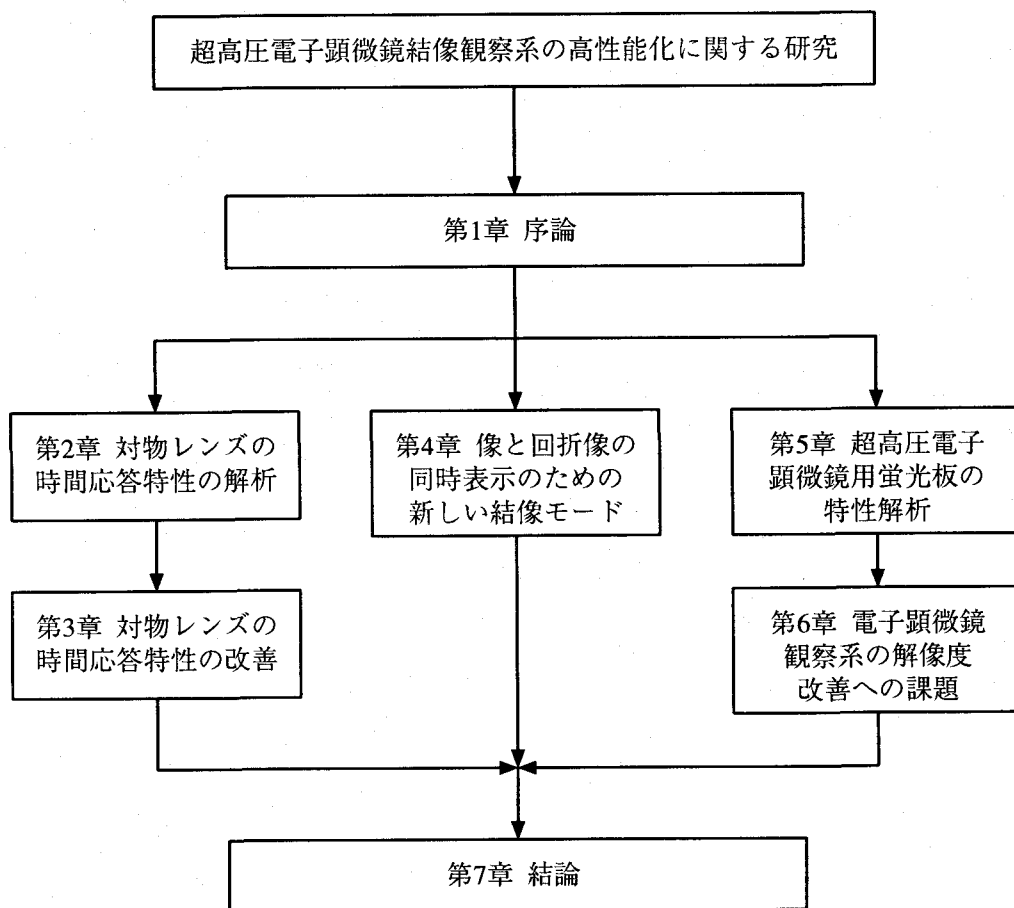 超高圧電子顕微鏡結像観察系の高性能化に関する研究
第1章 序論
第2章 対物レンズの
時間応答特性の解析
第3章 対物レンズの
時間応答特性の改善
第4章 像と回折像の
同時表示のための
新しい結像モード
第5章 超高圧電子
顕微鏡用蛍光板の
特性解析
第6章 電子顕微鏡
観察系の解像度
改善への課題
第7章 結論